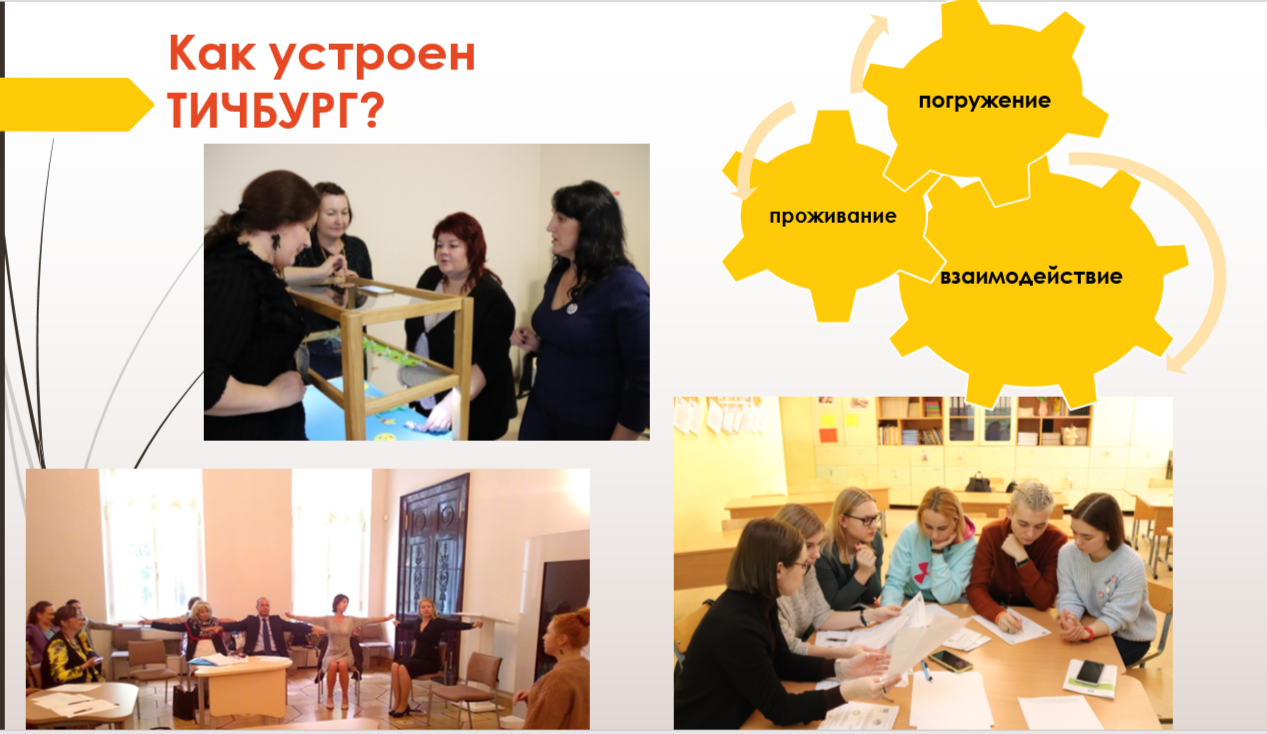 Как устроен
ТИЧБУРГ?
погружение
проживание
взаимодействие